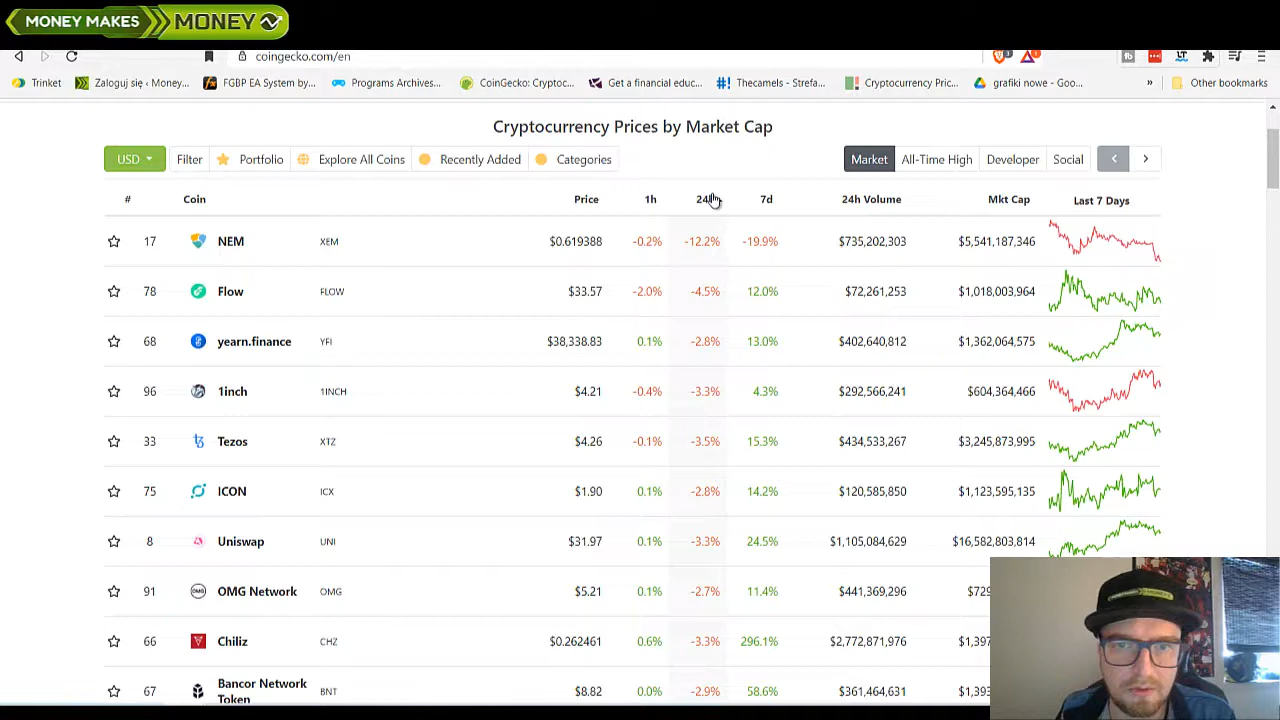 MONEY MAKES MONEY
coingecko.com/en
Trinket Zaloguj się ‹ Money... FGBP EA System by... Programs Archives... CoinGecko: Cryptoc... Get a financial educ... Thecamels - Strefa... Cryptocurrency Pric... grafiki nowe – Goo... » Other bookmarks
Cryptocurrency Prices by Market Cap
USD Filter Portfolio Explore All Coins Recently Added Categories Market All-Time High Developer Social
# Coin Price 1h 24h 7d 24h Volume Mkt Cap Last 7 Days
17 NEM XEM $0.619388 -0.2% -12.2% -19.9% $735,202,303 $5,541,187,346
78 Flow FLOW $33.57 -2.0% -4.5% 12.0% $72,261,253 $1,018,003,964
68 yearn.finance YFI $38,338.83 0.1% -2.8% 13.0% $402,640,812 $1,362,064,575
96 1inch 1INCH $4.21 -0.4% -3.3% 4.3% $292,566,241 $604,364,466
33 Tezos XTZ $4.26 -0.1% -3.5% 15.3% $434,533,267 $3,245,873,995
75 ICON ICX $1.90 0.1% -2.8% 14.2% $120,585,850 $1,123,595,135
8 Uniswap UNI $31.97 0.1% -3.3% 24.5% $1,105,084,629 $16,582,803,814
91 OMG Network OMG $5.21 0.1% -2.7% 11.4% $441,369,296 $729
66 Chiliz CHZ $0.262461 0.6% -3.3% 296.1% $2,772,871,976 $1,397
67 Bancor Network Token BNT $8.82 0.0% -2.9% 58.6% $361,464,631 $1,393